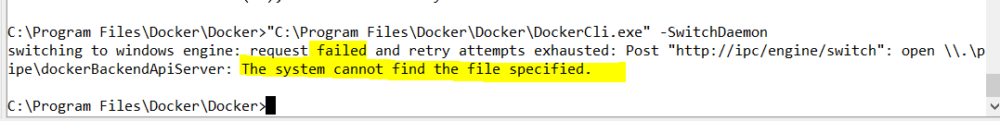 C:\Program Files\Docker\Docker>"C:\Program Files\Docker\Docker\DockerCli.exe" -SwitchDaemon
switching to windows engine: request failed and retry attempts exhausted: Post "http://ipc/engine/switch": open \\.\p
ipe\dockerBackendApiServer: The system cannot find the file specified.
C:\Program Files\Docker\Docker>